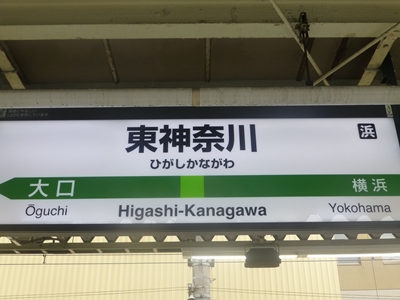 東神奈川
浜
ひがしかながわ
大口
横浜
Ōguchi
Higashi-Kanagawa
Yokohama